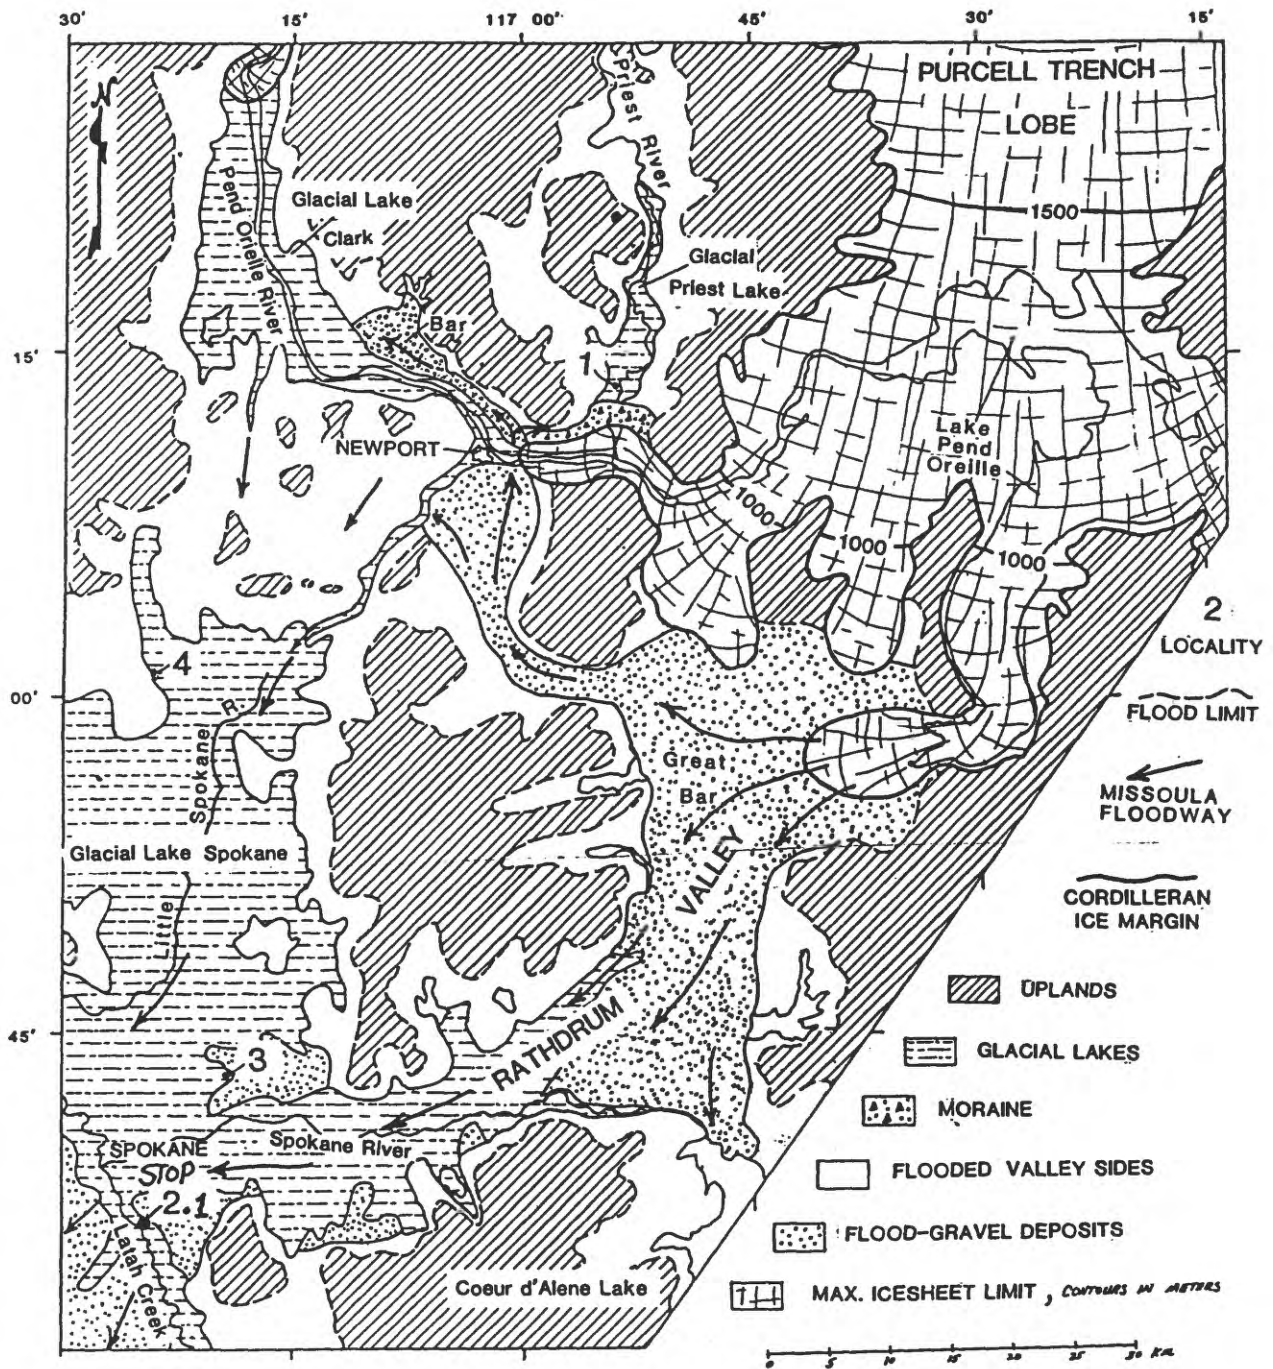 30'
15'
117 00'
45'
30'
15'
N
PURCELL TRENCH
LOBE
1500
Priest River
Pend Orielle River
Glacial Lake
Clark
Glacial
Priest Lake
Bar
15'
1
NEWPORT
Lake
Pend
Oreille
1000
1000
1000
2
LOCALITY
4
00'
FLOOD LIMIT
R.
Spokane
Little
Great
Bar
MISSOULA
FLOODWAY
Glacial Lake Spokane
RATHDRUM VALLEY
CORDILLERAN
ICE MARGIN
UPLANDS
45'
3
GLACIAL LAKES
MORAINE
SPOKANE
Spokane River
STOP
2.1
FLOODED VALLEY SIDES
Latah Creek
FLOOD-GRAVEL DEPOSITS
Coeur d'Alene Lake
MAX. ICESHEET LIMIT, CONTOURS IN METERS
0 5 10 15 20 25 30 KM